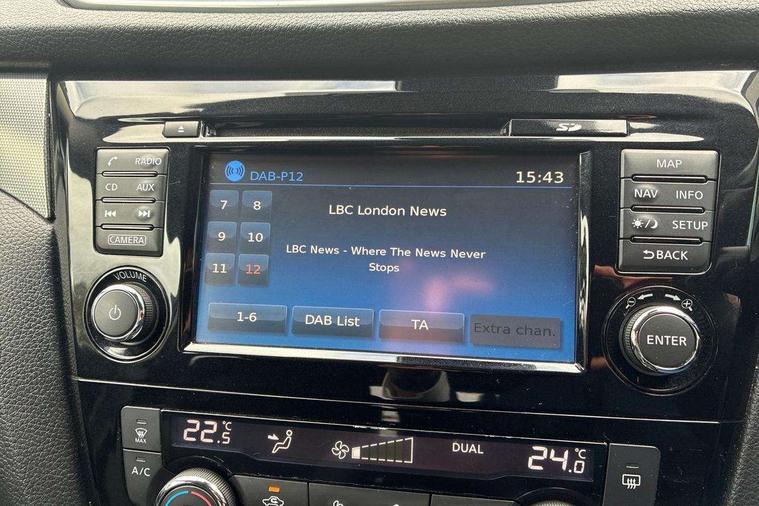 SD
RADIO
CD AUX
CAMERA
VOLUME
DAB-P12
15:43
7 8
9 10
11 12
LBC London News
LBC News - Where The News Never
Stops
1-6
DAB List
TA
Extra chan.
MAP
NAV INFO
SETUP
BACK
ENTER
MAX
A/C
22.5°C
DUAL
24.0°C